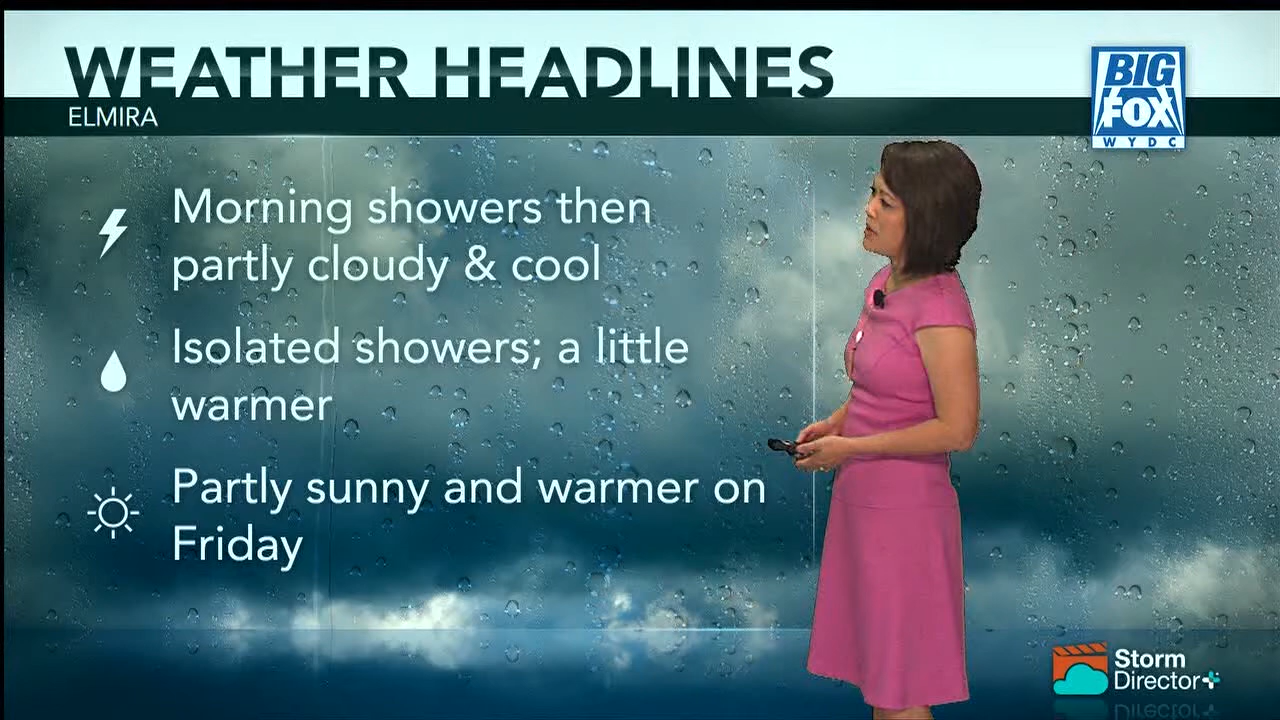 WEATHER HEADLINES
ELMIRA
BIG
FOX
WYDC
Morning showers then
partly cloudy & cool
Isolated showers; a little
warmer
Partly sunny and warmer on
Friday
Storm
Director+